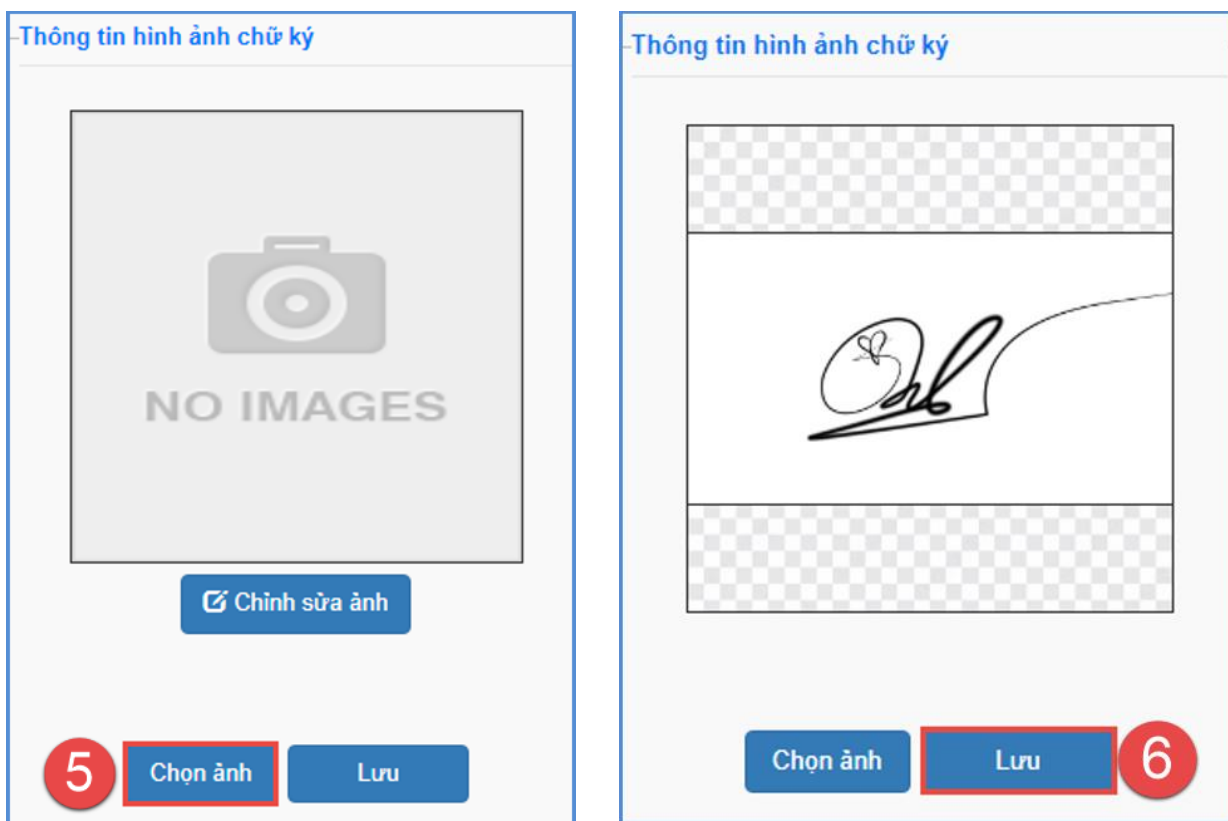 Thông tin hình ảnh chữ ký
NO IMAGES
Chỉnh sửa ảnh
5
Chọn ảnh
Lưu
Thông tin hình ảnh chữ ký
Chọn ảnh
Lưu
6